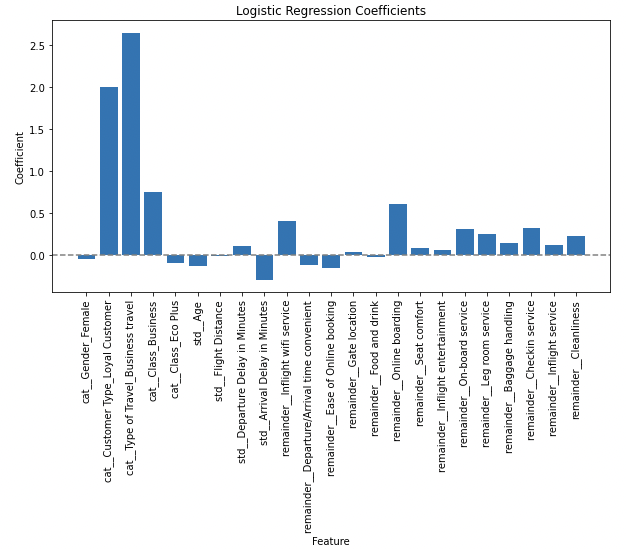 Logistic Regression Coefficients
Coefficient
2.5
2.0
1.5
1.0
0.5
0.0
cat__Gender_Female
cat__Customer Type_Loyal Customer
cat__Type of Travel_Business travel
cat__Class_Business
cat__Class_Eco Plus
std__Age
std__Flight Distance
std__Departure Delay in Minutes
std__Arrival Delay in Minutes
remainder__Inflight wifi service
remainder__Departure/Arrival time convenient
remainder__Ease of Online booking
remainder__Gate location
remainder__Food and drink
remainder__Online boarding
remainder__Seat comfort
remainder__Inflight entertainment
remainder__On-board service
remainder__Leg room service
remainder__Baggage handling
remainder__Checkin service
remainder__Inflight service
remainder__Cleanliness
Feature